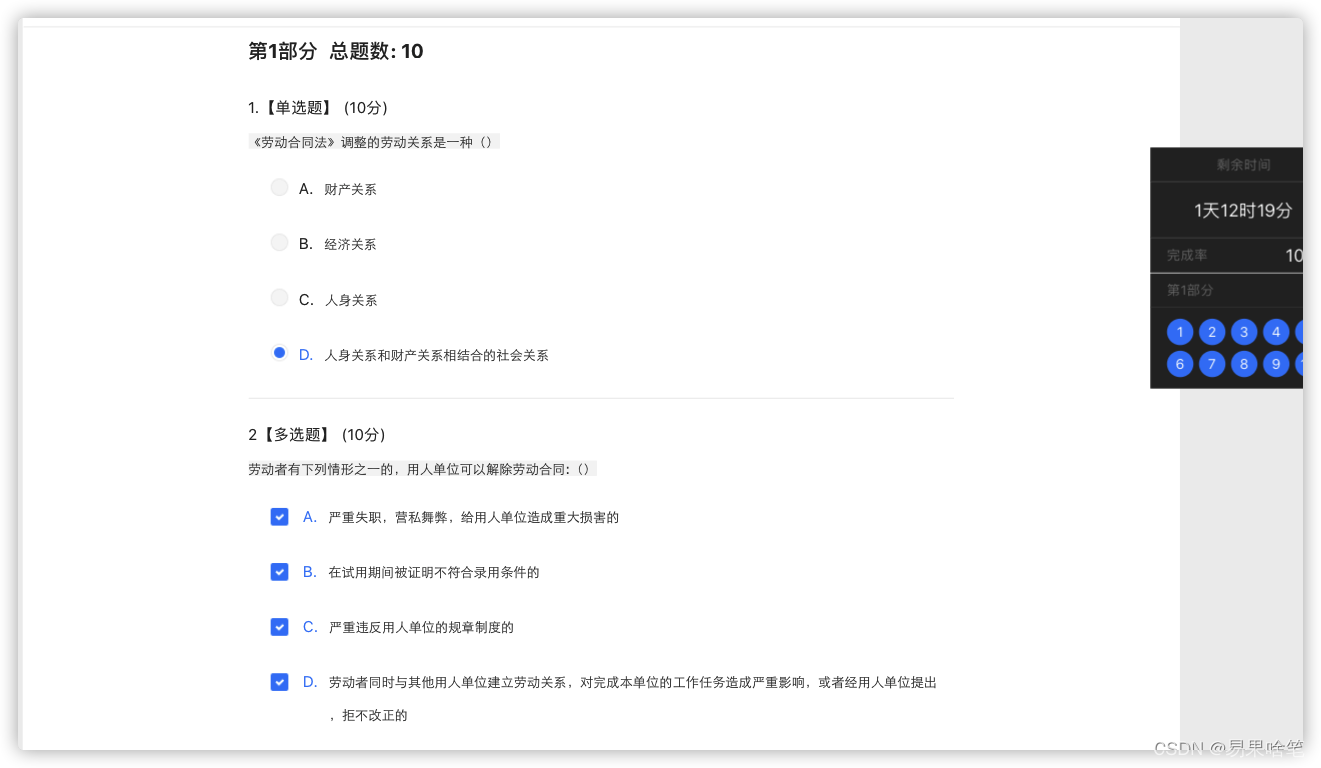 第1部分 总题数: 10
1.【单选题】 (10分)
《劳动合同法》调整的劳动关系是一种（）
A. 财产关系
B. 经济关系
C. 人身关系
D. 人身关系和财产关系相结合的社会关系
2【多选题】 (10分)
劳动者有下列情形之一的，用人单位可以解除劳动合同:（）
A. 严重失职，营私舞弊，给用人单位造成重大损害的
B. 在试用期间被证明不符合录用条件的
C. 严重违反用人单位的规章制度的
D. 劳动者同时与其他用人单位建立劳动关系，对完成本单位的工作任务造成严重影响，或者经用人单位提出
，拒不改正的
剩余时间
1天12时19分
完成率 10
第1部分
1 2 3 4
6 7 8 9
CSDN @易果啥笔